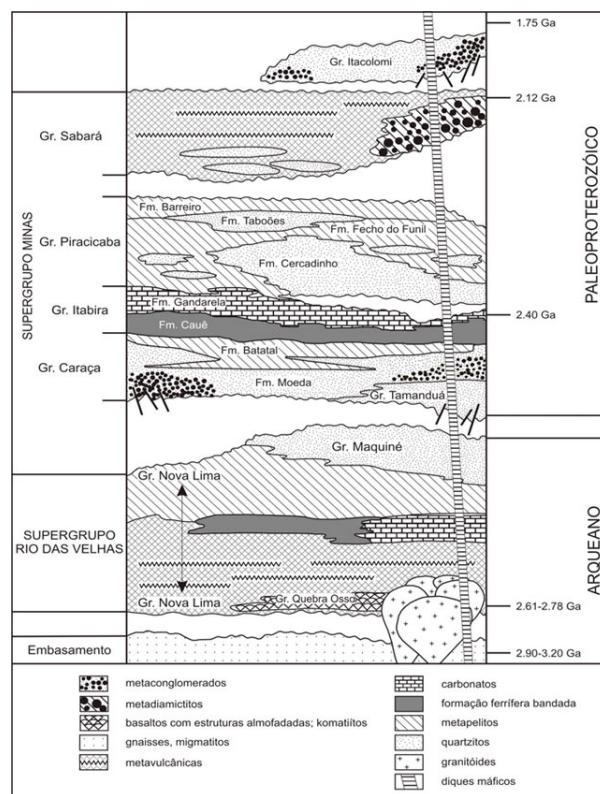 1.75 Ga
Gr. Itacolomi
2.12 Ga
Gr. Sabará
Fm. Barreiro
Fm. Taboões
Fm. Fecho do Funil
Gr. Piracicaba
Fm. Cercadinho
SUPERGRUPO MINAS
PALEOPROTEROZÓICO
Gr. Itabira
Fm. Gandarela
2.40 Ga
Fm. Cauê
Fm. Batatal
Gr. Caraça
Fm. Moeda
Gr. Tamanduá
Gr. Maquiné
Gr. Nova Lima
SUPERGRUPO
RIO DAS VELHAS
ARQUEANO
Gr. Nova Lima
Gr. Quebra Osso
2.61-2.78 Ga
Embasamento
2.90-3.20 Ga
metaconglomerados
metadiamictitos
basaltos com estruturas almofadadas; komatiítos
gnaisses, migmatitos
metavulcânicas
carbonatos
formação ferrífera bandada
metapelitos
quartzitos
granitóides
diques máficos